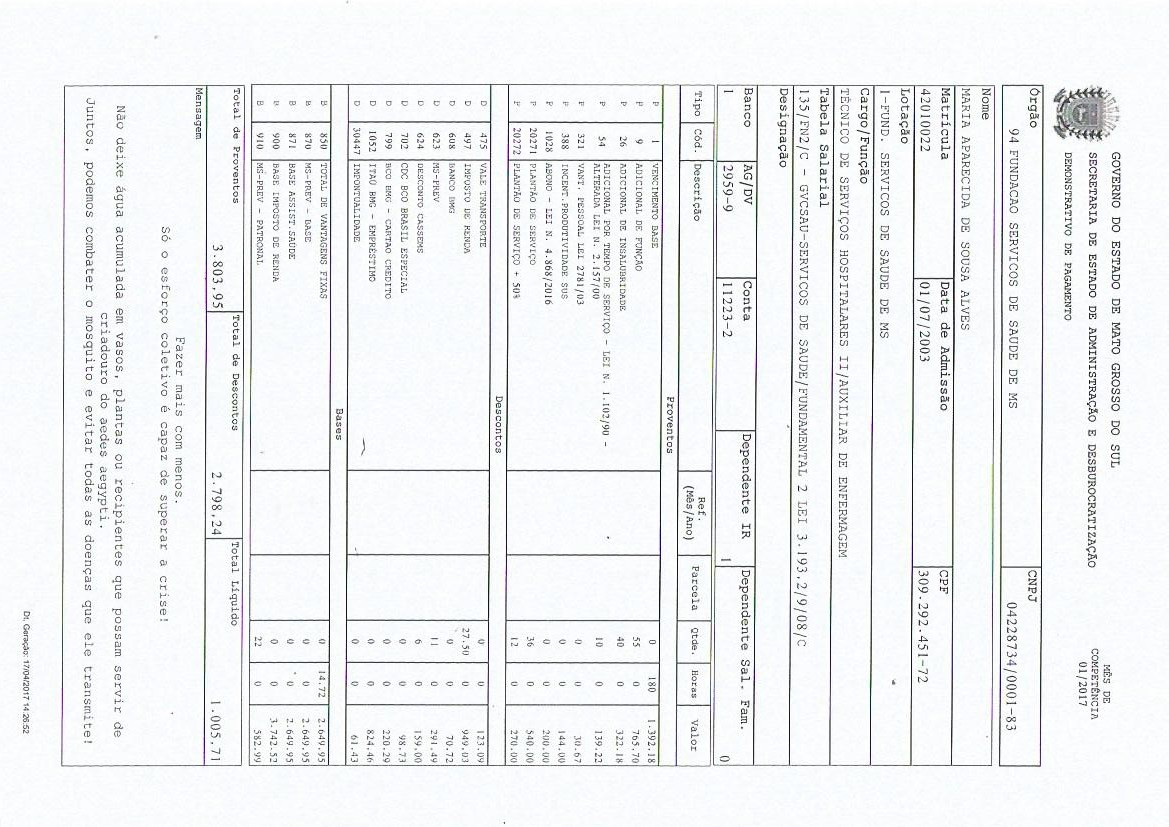 GOVERNO DO ESTADO DE MATO GROSSO DO SUL
SECRETARIA DE ESTADO DE ADMINISTRAÇÃO E DESBUROCRATIZAÇÃO
DEMONSTRATIVO DE PAGAMENTO
MÊS DE
COMPETÊNCIA
01/2017
Órgão CNPJ
94 FUNDACAO SERVICOS DE SAUDE DE MS 04228734/0001-83
Nome
MARIA APARECIDA DE SOUSA ALVES
Matrícula Data de Admissão CPF
42010022 01/07/2003 309.292.451-72
Lotação
1-FUND. SERVICOS DE SAUDE DE MS
Cargo/Função
TÉCNICO DE SERVIÇOS HOSPITALARES II/AUXILIAR DE ENFERMAGEM
Tabela Salarial
135/FN2/C - GVCSAU-SERVICOS DE SAUDE/FUNDAMENTAL 2 LEI 3.193.2/9/08/C
Designação
Banco AG/DV Conta Dependente IR Dependente Sal. Fam.
1 2959-9 11223-2 1 0
Tipo Cód. Descrição Ref. (Mês/Ano) Parcela Qtde. Horas Valor
Proventos
P 1 VENCIMENTO BASE 0 180 1.392.18
P 9 ADICIONAL DE FUNÇÃO 55 0 765.70
P 26 ADICIONAL DE INSALUBRIDADE 40 0 322.18
P 54 ADICIONAL POR TEMPO DE SERVIÇO - LEI N. 1.102/90 - 10 0 139.22
ALTERADA LEI N. 2.157/00
P 321 VANT. PESSOAL LEI 2781/03 0 0 30.67
P 388 INCENT.PRODUTIVIDADE SUS 0 0 144.00
P 1028 ABONO - LEI N. 4.868/2016 0 0 200.00
P 20271 PLANTÃO DE SERVIÇO 36 0 540.00
P 20272 PLANTÃO DE SERVIÇO + 50% 12 0 270.00
Descontos
D 475 VALE TRANSPORTE 0 0 123.09
D 497 IMPOSTO DE RENDA 27.50 0 949.03
D 608 BANCO BMG 0 0 70.72
D 623 MS-PREV 11 0 291.49
D 624 DESCONTO CASSEMS 6 0 159.00
D 702 CDC BCO BRASIL ESPECIAL 0 0 98.73
D 799 BCO BMG - CARTAO CREDITO 0 0 220.29
D 1057 ITAÚ BMG - EMPRÉSTIMO 0 0 824.46
D 30447 IMPONTUALIDADE 0 0 61.43
Bases
B 850 TOTAL DE VANTAGENS FIXAS 0 14.72 2.649.95
B 870 MS-PREV - BASE 0 0 2.649.95
B 871 BASE ASSIST.SAÚDE 0 0 2.649.95
B 900 BASE IMPOSTO DE RENDA 0 0 3.742.52
B 910 MS-PREV - PATRONAL 22 0 582.99
Total de Proventos Total de Descontos Total Líquido
3.803,95 2.798,24 1.005.71
Mensagem
Fazer mais com menos.
Só o esforço coletivo é capaz de superar a crise!
Não deixe água acumulada em vasos, plantas ou recipientes que possam servir de
criadouro do aedes aegypti.
Juntos, podemos combater o mosquito e evitar todas as doenças que ele transmite!
Dt. Geração: 17/04/2017 14:26:52